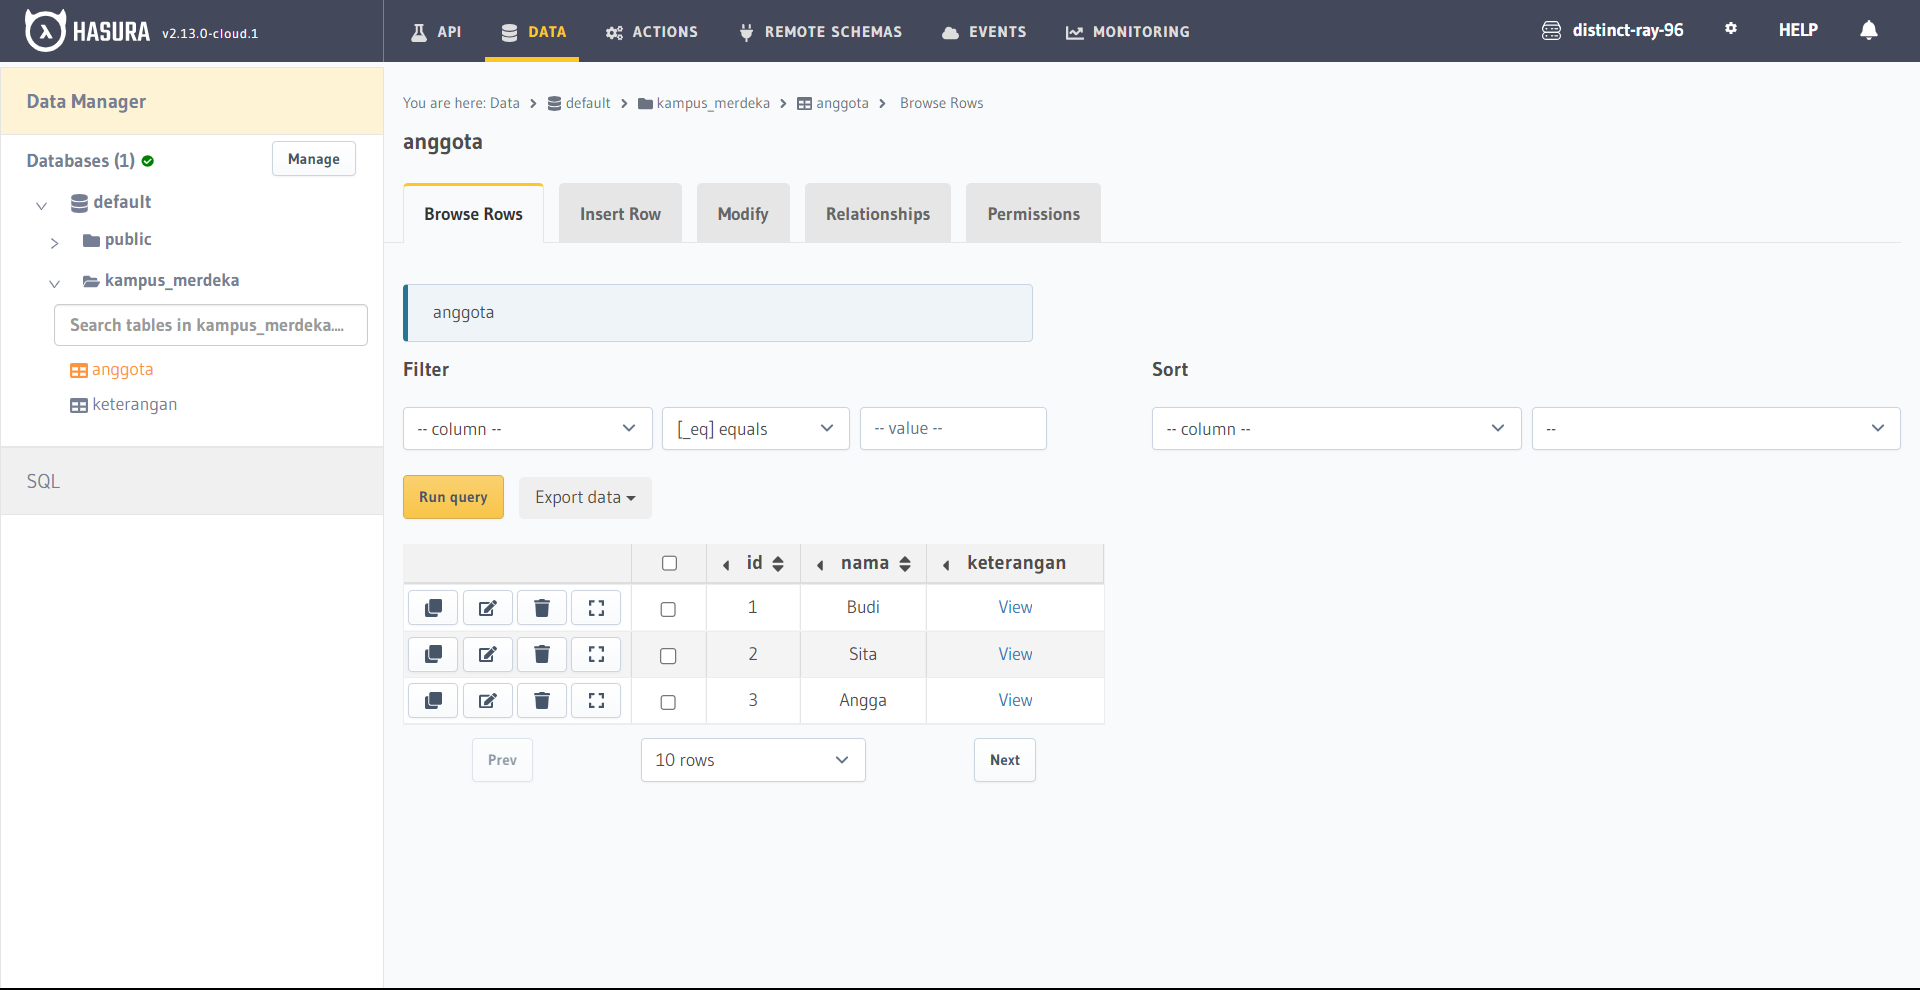 HASURA v2.13.0-cloud.1 API DATA ACTIONS REMOTE SCHEMAS EVENTS MONITORING distinct-ray-96 HELP
Data Manager
Databases (1) Manage
default
public
kampus_merdeka
Search tables in kampus_merdeka....
anggota
keterangan
SQL
You are here: Data default kampus_merdeka anggota Browse Rows
anggota
Browse Rows Insert Row Modify Relationships Permissions
anggota
Filter Sort
-- column -- [_eq] equals -- value -- -- column -- --
Run query Export data
id nama keterangan
1 Budi View
2 Sita View
3 Angga View
Prev 10 rows Next